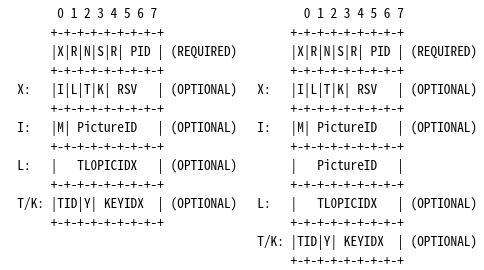 0 1 2 3 4 5 6 7                      0 1 2 3 4 5 6 7
    +-+-+-+-+-+-+-+-+                    +-+-+-+-+-+-+-+-+
    |X|R|N|S|R| PID | (REQUIRED)         |X|R|N|S|R| PID | (REQUIRED)
    +-+-+-+-+-+-+-+-+                    +-+-+-+-+-+-+-+-+
X:  |I|L|T|K| RSV   | (OPTIONAL)    X:   |I|L|T|K| RSV   | (OPTIONAL)
    +-+-+-+-+-+-+-+-+                    +-+-+-+-+-+-+-+-+
I:  |M| PictureID   | (OPTIONAL)    I:   |M| PictureID   | (OPTIONAL)
    +-+-+-+-+-+-+-+-+                    +-+-+-+-+-+-+-+-+
L:  |   TL0PICIDX   | (OPTIONAL)         |   PictureID   |
    +-+-+-+-+-+-+-+-+                    +-+-+-+-+-+-+-+-+
T/K: |TID|Y| KEYIDX  | (OPTIONAL)   L:   |   TL0PICIDX   | (OPTIONAL)
    +-+-+-+-+-+-+-+-+                    +-+-+-+-+-+-+-+-+
                                    T/K: |TID|Y| KEYIDX  | (OPTIONAL)
                                         +-+-+-+-+-+-+-+-+